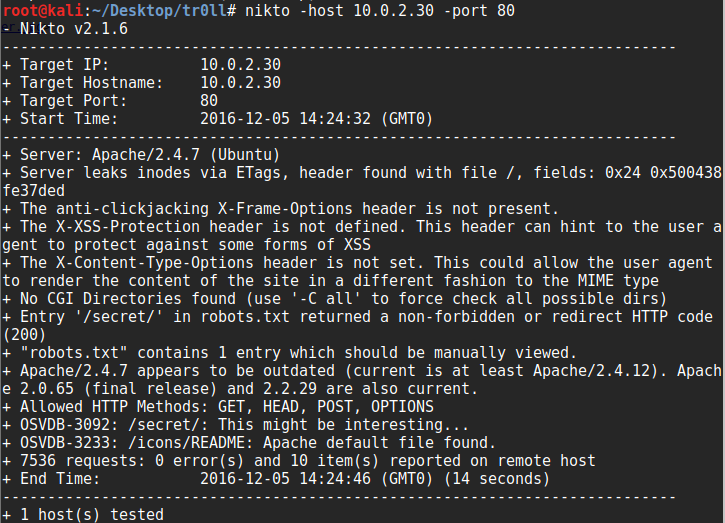 root@kali:~/Desktop/tr0ll# nikto -host 10.0.2.30 -port 80
- Nikto v2.1.6
---------------------------------------------------------------------------
+ Target IP:          10.0.2.30
+ Target Hostname:    10.0.2.30
+ Target Port:        80
+ Start Time:         2016-12-05 14:24:32 (GMT0)
---------------------------------------------------------------------------
+ Server: Apache/2.4.7 (Ubuntu)
+ Server leaks inodes via ETags, header found with file /, fields: 0x24 0x500438
fe37ded
+ The anti-clickjacking X-Frame-Options header is not present.
+ The X-XSS-Protection header is not defined. This header can hint to the user a
gent to protect against some forms of XSS
+ The X-Content-Type-Options header is not set. This could allow the user agent
to render the content of the site in a different fashion to the MIME type
+ No CGI Directories found (use '-C all' to force check all possible dirs)
+ Entry '/secret/' in robots.txt returned a non-forbidden or redirect HTTP code
(200)
+ "robots.txt" contains 1 entry which should be manually viewed.
+ Apache/2.4.7 appears to be outdated (current is at least Apache/2.4.12). Apach
e 2.0.65 (final release) and 2.2.29 are also current.
+ Allowed HTTP Methods: GET, HEAD, POST, OPTIONS
+ OSVDB-3092: /secret/: This might be interesting...
+ OSVDB-3233: /icons/README: Apache default file found.
+ 7536 requests: 0 error(s) and 10 item(s) reported on remote host
+ End Time:           2016-12-05 14:24:46 (GMT0) (14 seconds)
---------------------------------------------------------------------------
+ 1 host(s) tested